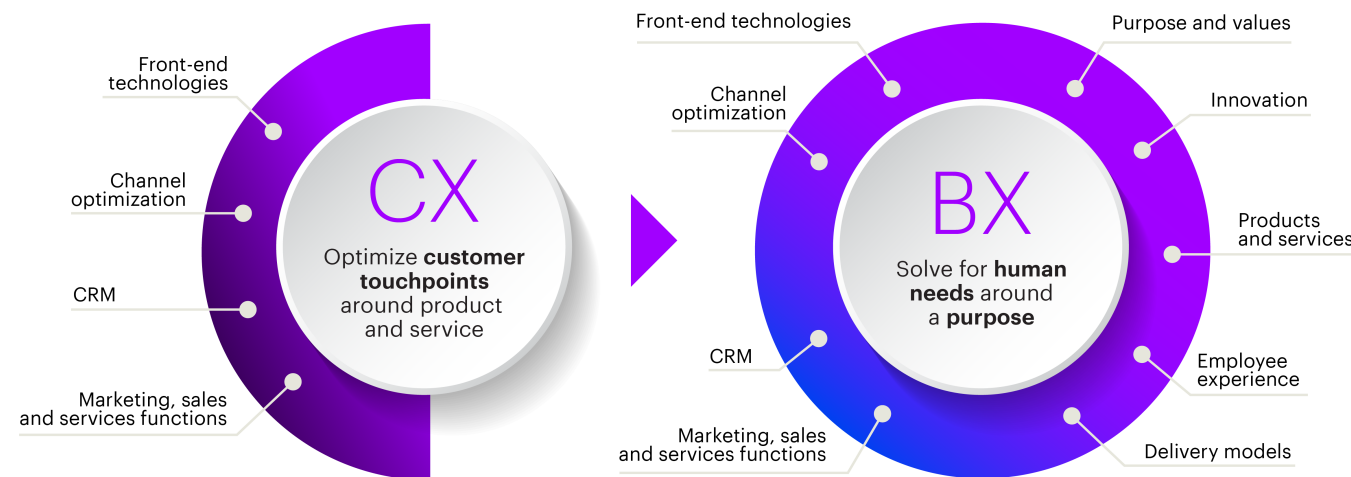 Front-end
technologies
Channel
optimization
CRM
Marketing, sales
and services functions
CX
Optimize customer
touchpoints
around product
and service
Front-end technologies
Channel
optimization
CRM
Marketing, sales
and services functions
BX
Solve for human
needs around
a purpose
Purpose and values
Innovation
Products
and services
Employee
experience
Delivery models